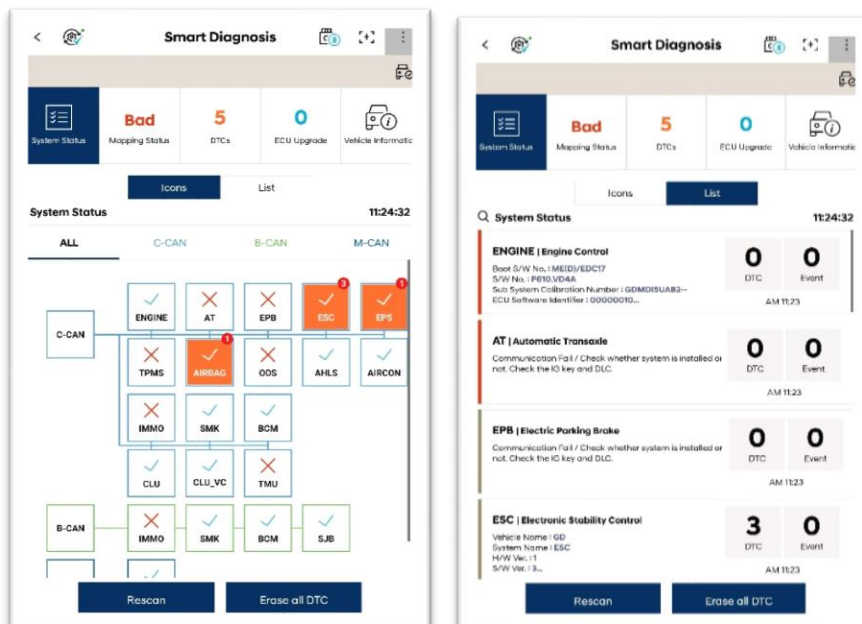 Smart Diagnosis
System Status
Bad
Mapping Status
5
DTCs
0
ECU Upgrade
Vehicle Informatic
Icons
List
System Status
11:24:32
ALL
C-CAN
B-CAN
M-CAN
C-CAN
ENGINE
AT
EPB
ESC
3
EPS
1
TPMS
AIRBAG
1
ODS
AHLS
AIRCON
IMMO
SMK
BCM
CLU
CLU_VC
TMU
B-CAN
IMMO
SMK
BCM
SJB
Rescan
Erase all DTC
Smart Diagnosis
System Status
Bad
Mapping Status
5
DTCs
0
ECU Upgrade
Vehicle Informatic
Icons
List
System Status
11:24:32
ENGINE | Engine Control
Boot S/W No. : ME(D)/EDC17
S/W No. : P610.VD4A
Sub System Calibration Number : GDMDI5UAB2--
ECU Software Identifier : 00000010...
0
DTC
0
Event
AM 11:23
AT | Automatic Transaxle
Communication Fail / Check whether system is installed or
not. Check the IG key and DLC.
0
DTC
0
Event
AM 11:23
EPB | Electric Parking Brake
Communication Fail / Check whether system is installed or
not. Check the IG key and DLC.
0
DTC
0
Event
AM 11:23
ESC | Electronic Stability Control
Vehicle Name : GD
System Name : ESC
H/W Ver. : 1
S/W Ver. : 3...
3
DTC
0
Event
AM 11:23
Rescan
Erase all DTC